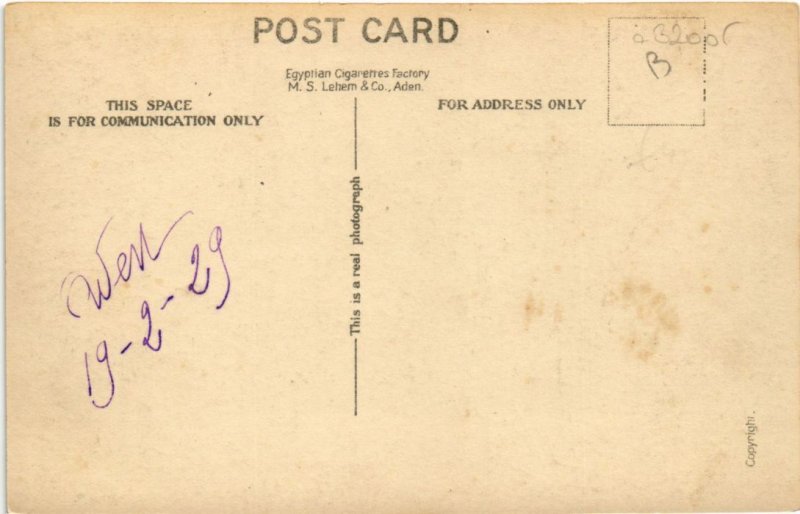 POST CARD
Egyptian Cigarettes Factory
M. S. Lehem & Co., Aden.
THIS SPACE
IS FOR COMMUNICATION ONLY
FOR ADDRESS ONLY
B
This is a real photograph
19-2-29
Copyright.